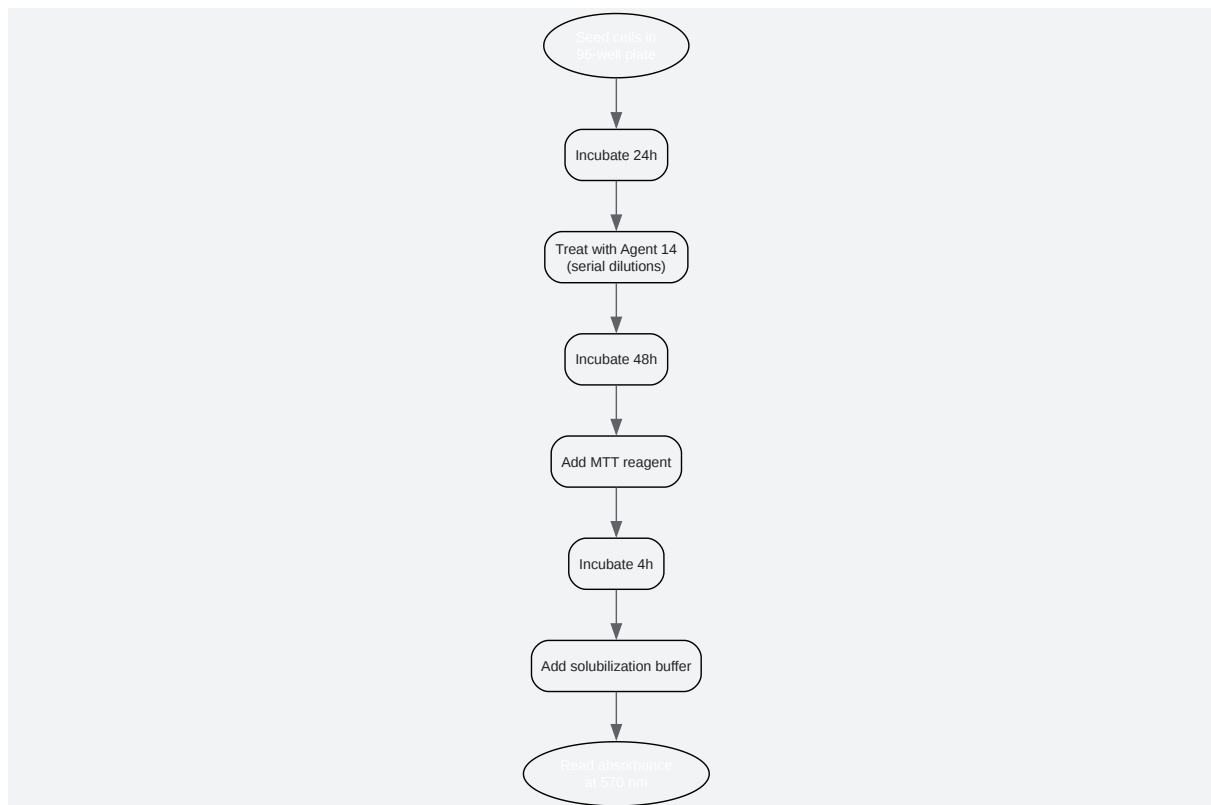 Seed cells in
96-well plate
Incubate 24h
Treat with Agent 14
(serial dilutions)
Incubate 48h
Add MTT reagent
Incubate 4h
Add solubilization buffer
Read absorbance
at 570 nm